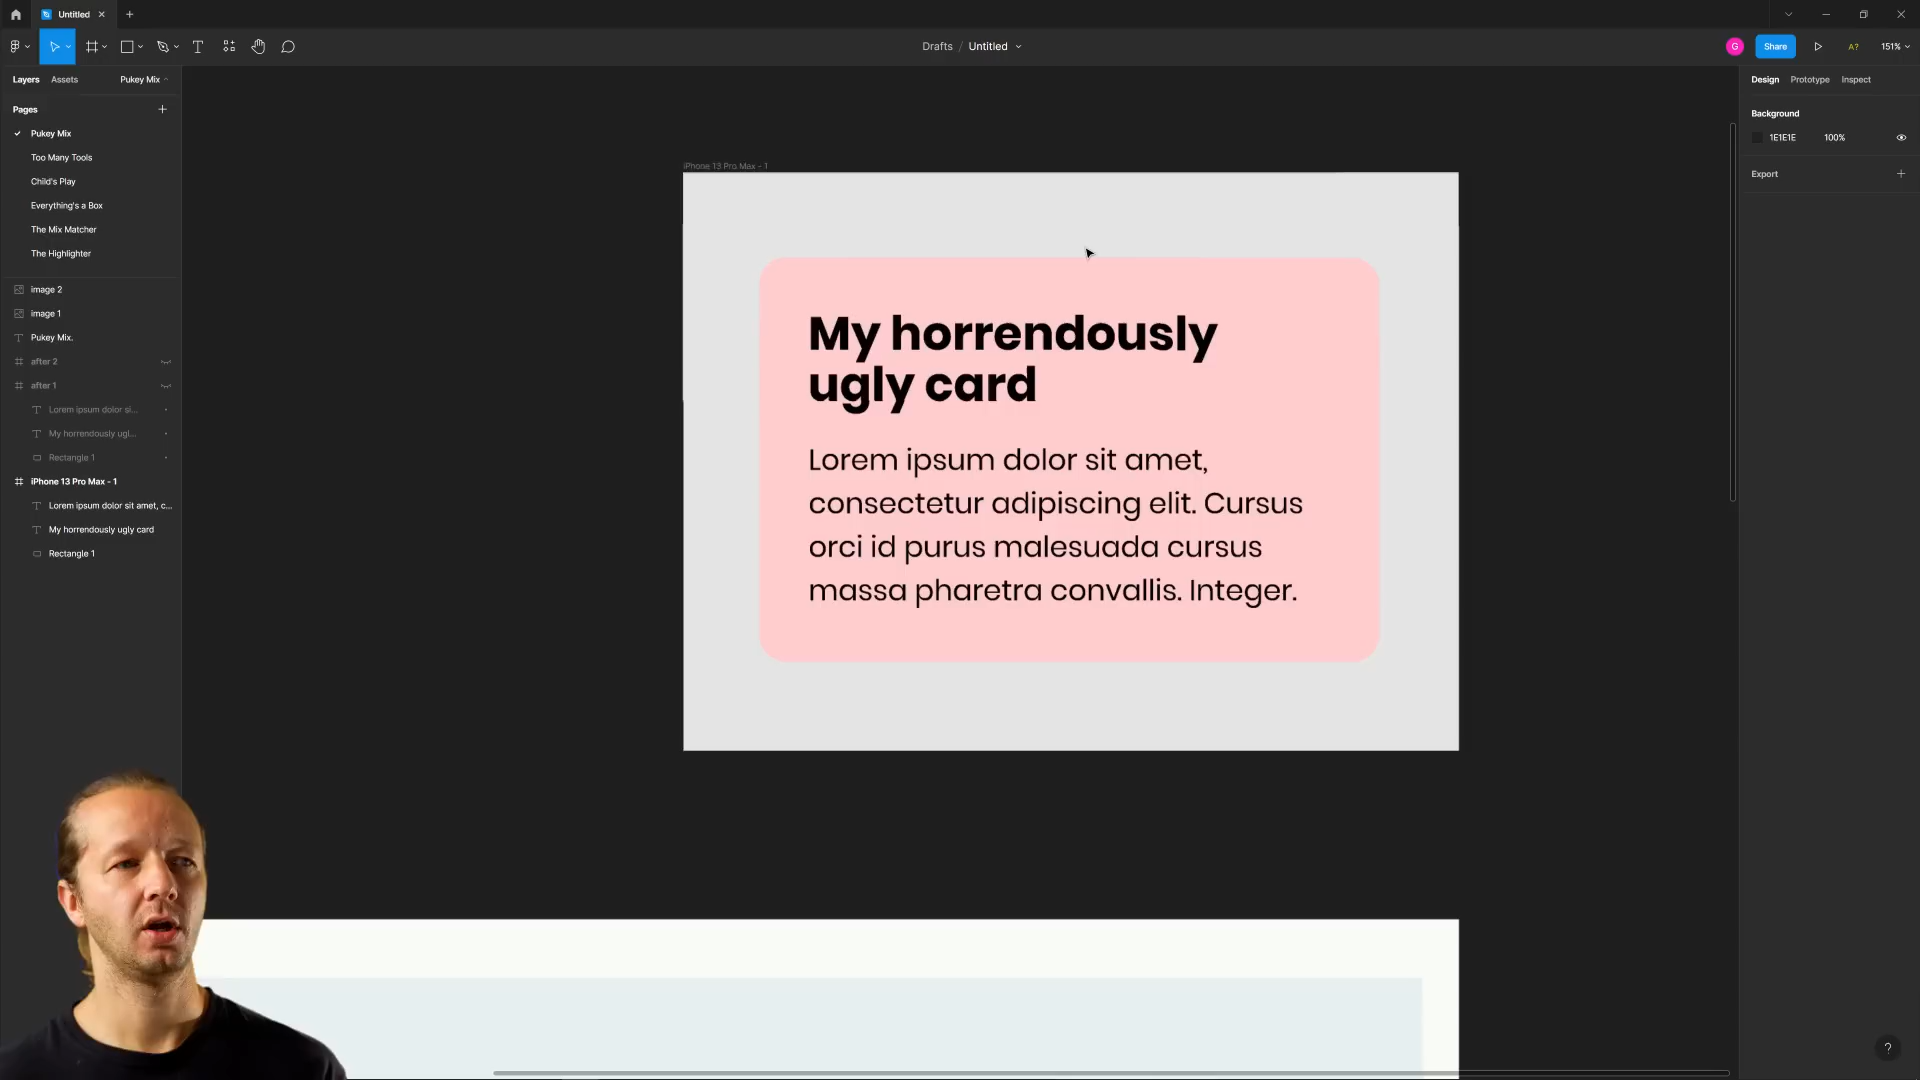 Untitled
Drafts / Untitled
G
Share
A?
151%
Layers
Assets
Pukey Mix
Pages
Pukey Mix
Too Many Tools
Child's Play
Everything's a Box
The Mix Matcher
The Highlighter
image 2
image 1
Pukey Mix.
after 2
after 1
Lorem ipsum dolor si...
My horrendously ugl...
Rectangle 1
iPhone 13 Pro Max - 1
Lorem ipsum dolor sit amet, c...
My horrendously ugly card
Rectangle 1
iPhone 13 Pro Max - 1
My horrendously
ugly card
Lorem ipsum dolor sit amet,
consectetur adipiscing elit. Cursus
orci id purus malesuada cursus
massa pharetra convallis. Integer.
Design
Prototype
Inspect
Background
1E1E1E
100%
Export
?